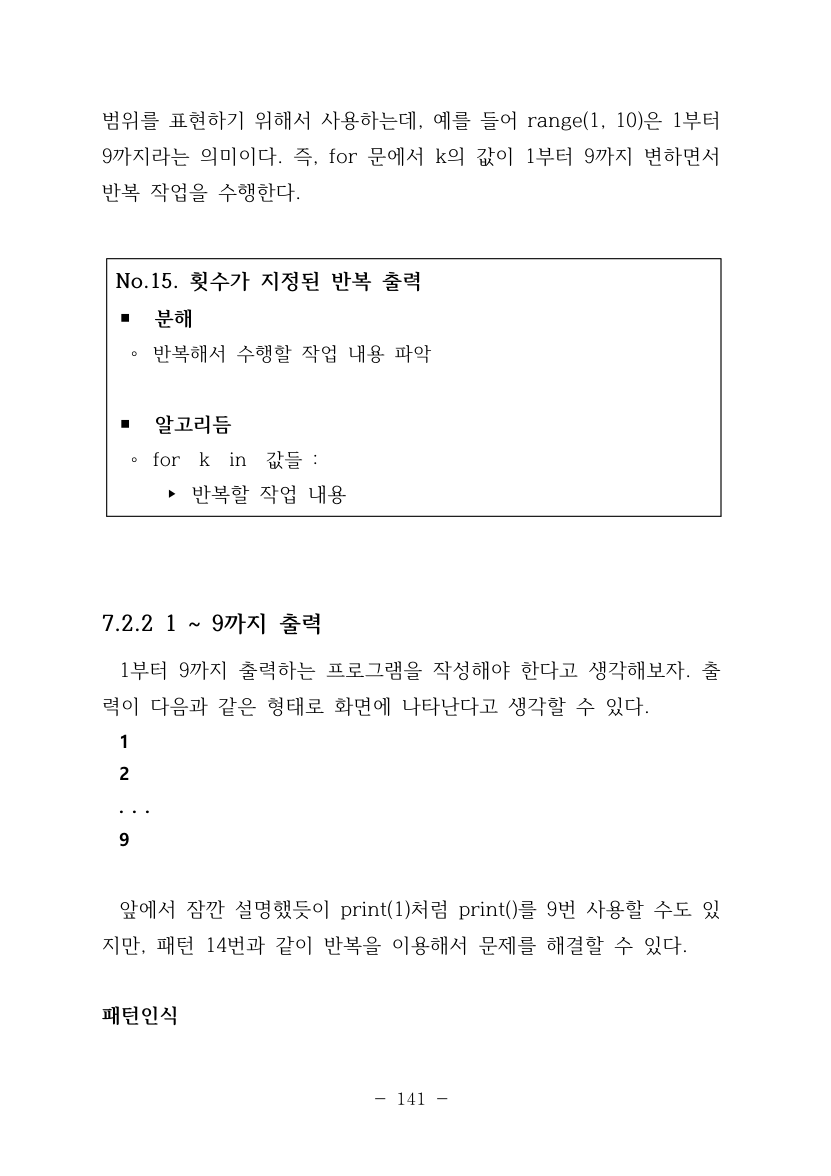 범위를 표현하기 위해서 사용하는데, 예를 들어 range(1, 10)은 1부터
9까지라는 의미이다. 즉, for 문에서 k의 값이 1부터 9까지 변하면서
반복 작업을 수행한다.
No.15. 횟수가 지정된 반복 출력
■ 분해
◦ 반복해서 수행할 작업 내용 파악
■ 알고리듬
◦ for k in 값들 :
▸ 반복할 작업 내용
7.2.2 1 ~ 9까지 출력
1부터 9까지 출력하는 프로그램을 작성해야 한다고 생각해보자. 출
력이 다음과 같은 형태로 화면에 나타난다고 생각할 수 있다.
1
2
...
9
앞에서 잠깐 설명했듯이 print(1)처럼 print()를 9번 사용할 수도 있
지만, 패턴 14번과 같이 반복을 이용해서 문제를 해결할 수 있다.
패턴인식
- 141 -